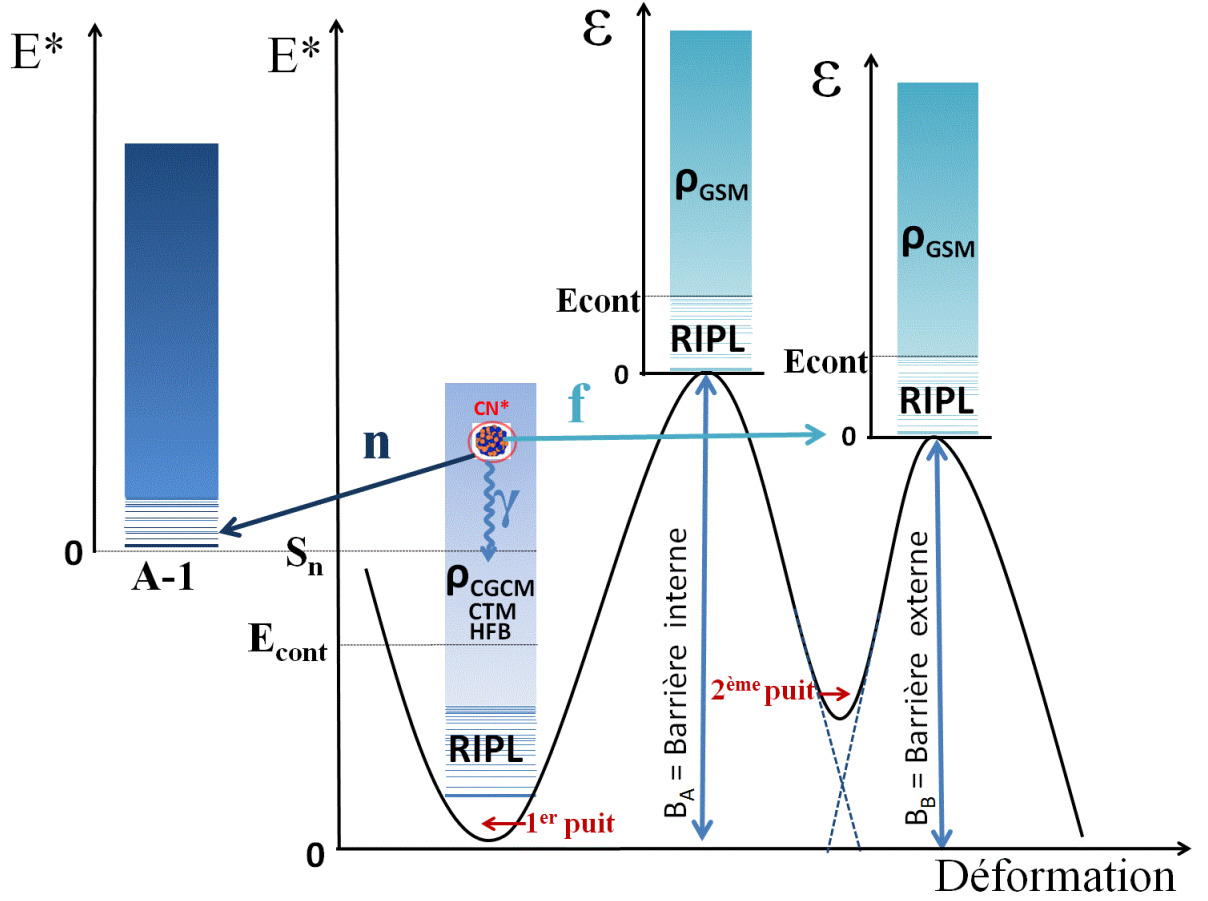 E*
E*
ε
ε
ρGSM
ρGSM
Econt
RIPL
0
Econt
RIPL
0
CN*
f
n
γ
0
A-1
Sn
ρCGCM
CTM
HFB
Econt
RIPL
1er puit
2ème puit
BA = Barrière interne
BB = Barrière externe
0
Déformation